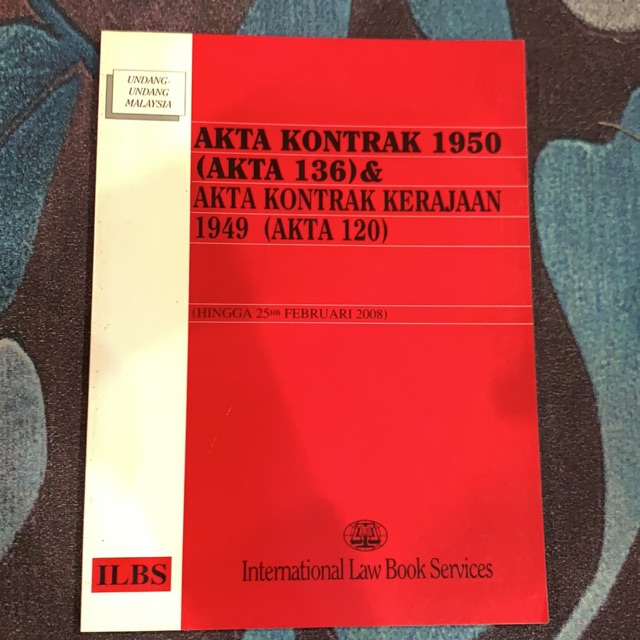 UNDANG-
UNDANG
MALAYSIA
AKTA KONTRAK 1950
(AKTA 136) &
AKTA KONTRAK KERAJAAN
1949 (AKTA 120)
(HINGGA 25HB FEBRUARI 2008)
ILBS
International Law Book Services